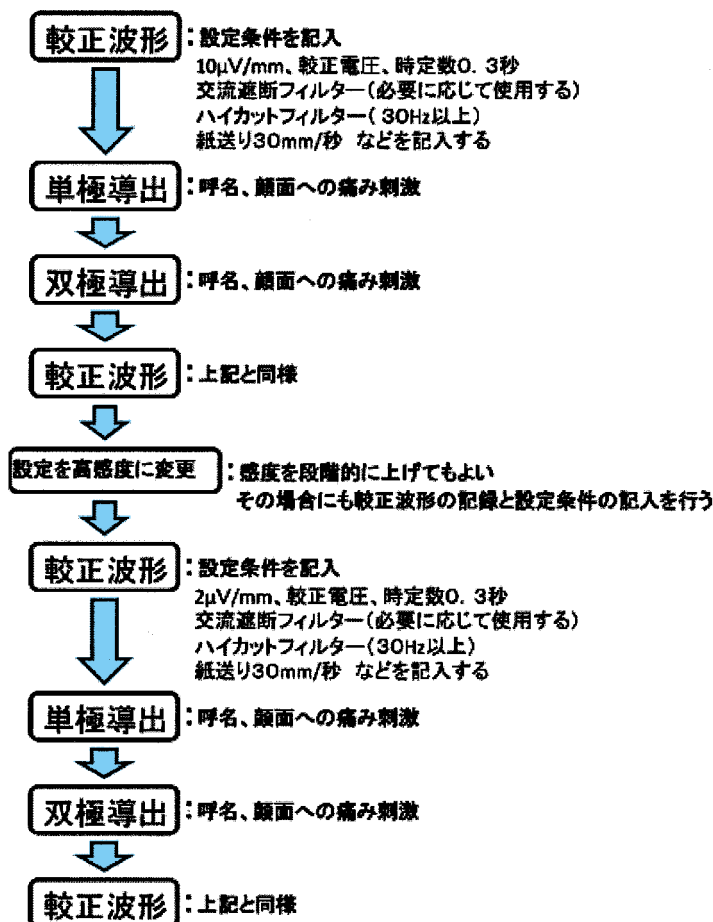 較正波形：設定条件を記入
10μV/mm、較正電圧、時定数0．3秒
交流遮断フィルター（必要に応じて使用する）
ハイカットフィルター（30Hz以上）
紙送り30mm/秒　などを記入する
単極導出：呼名、顔面への痛み刺激
双極導出：呼名、顔面への痛み刺激
較正波形：上記と同様
設定を高感度に変更：感度を段階的に上げてもよい
その場合にも較正波形の記録と設定条件の記入を行う
較正波形：設定条件を記入
2μV/mm、較正電圧、時定数0．3秒
交流遮断フィルター（必要に応じて使用する）
ハイカットフィルター（30Hz以上）
紙送り30mm/秒　などを記入する
単極導出：呼名、顔面への痛み刺激
双極導出：呼名、顔面への痛み刺激
較正波形：上記と同様